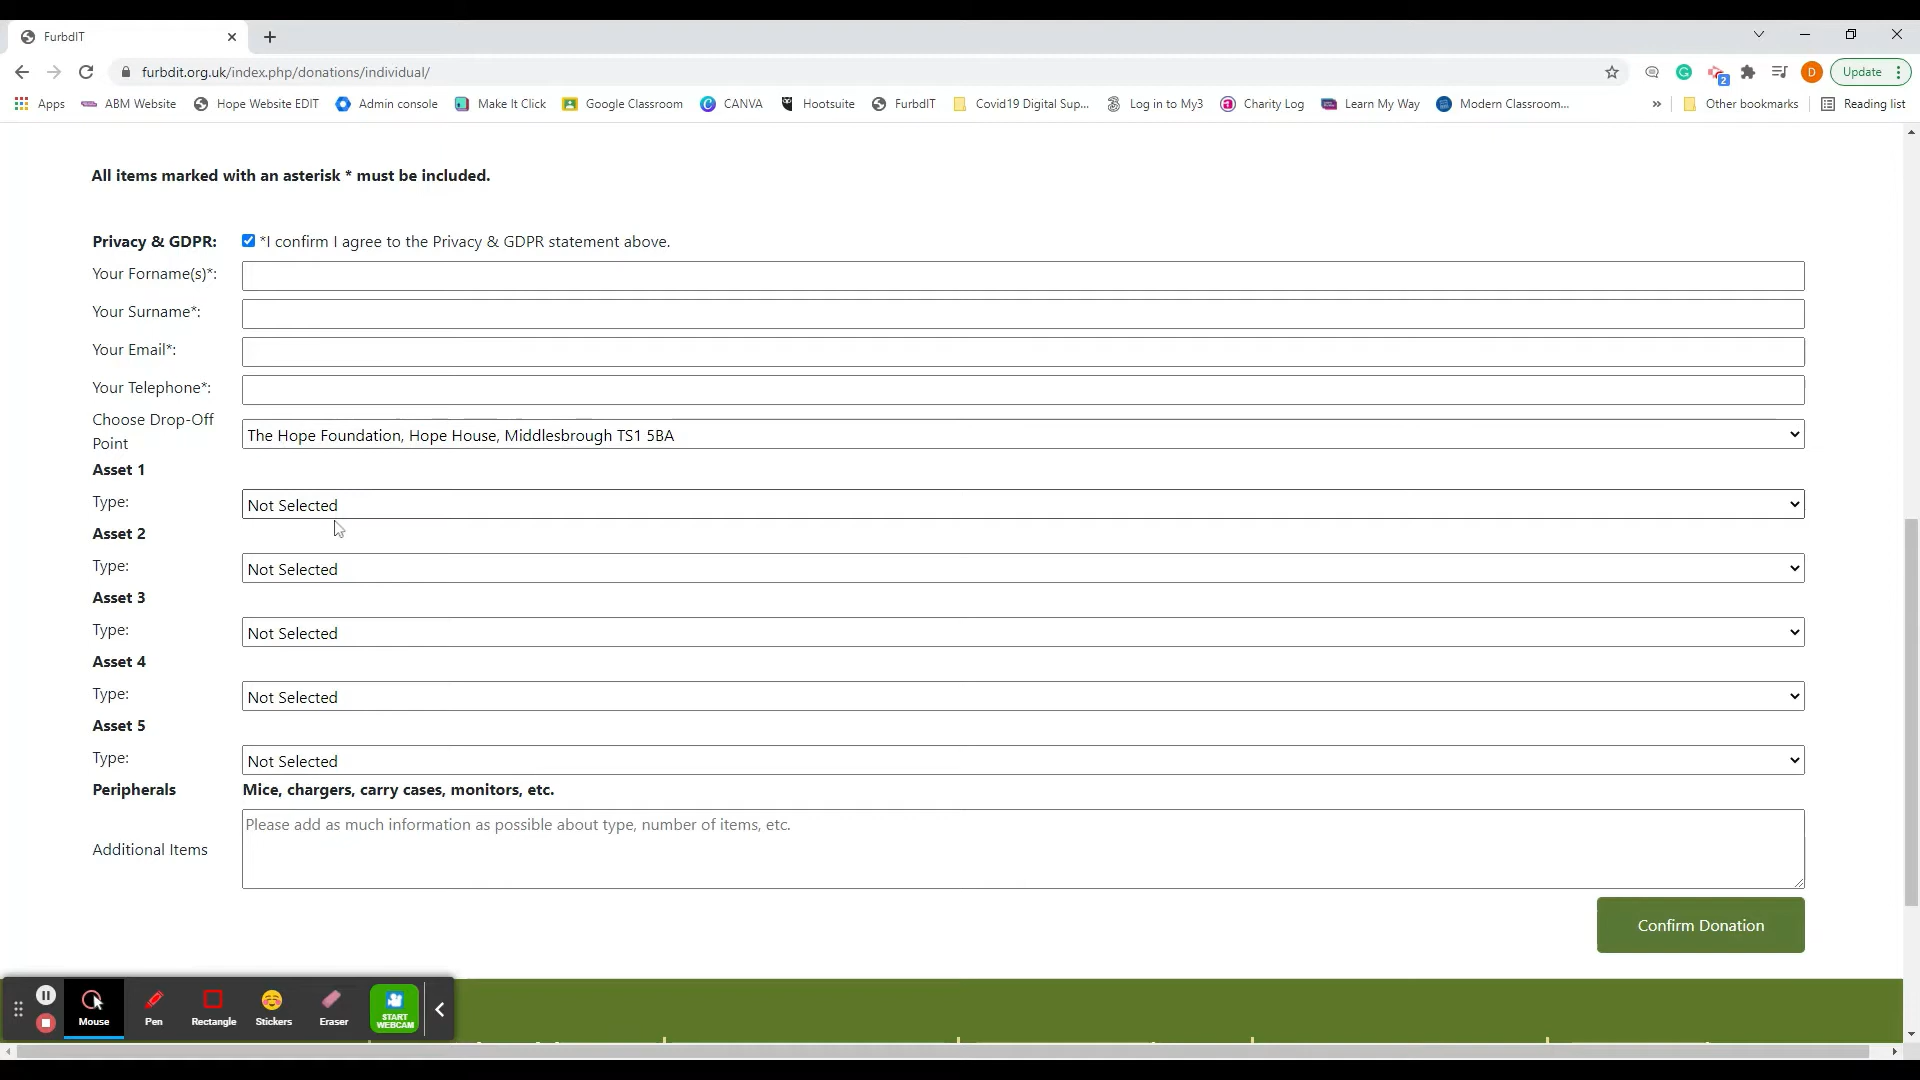 FurbdIT
furbdit.org.uk/index.php/donations/individual/
2
D
Update
Apps
ABM Website
Hope Website EDIT
Admin console
Make It Click
Google Classroom
CANVA
Hootsuite
FurbdIT
Covid19 Digital Sup...
Log in to My3
Charity Log
Learn My Way
Modern Classroom...
»
Other bookmarks
Reading list
All items marked with an asterisk * must be included.
Privacy & GDPR:
*I confirm I agree to the Privacy & GDPR statement above.
Your Forname(s)*:
Your Surname*:
Your Email*:
Your Telephone*:
Choose Drop-Off
Point
The Hope Foundation, Hope House, Middlesbrough TS1 5BA
Asset 1
Type:
Not Selected
Asset 2
Type:
Not Selected
Asset 3
Type:
Not Selected
Asset 4
Type:
Not Selected
Asset 5
Type:
Not Selected
Peripherals
Mice, chargers, carry cases, monitors, etc.
Additional Items
Please add as much information as possible about type, number of items, etc.
Confirm Donation
Mouse
Pen
Rectangle
Stickers
Eraser
START
WEBCAM